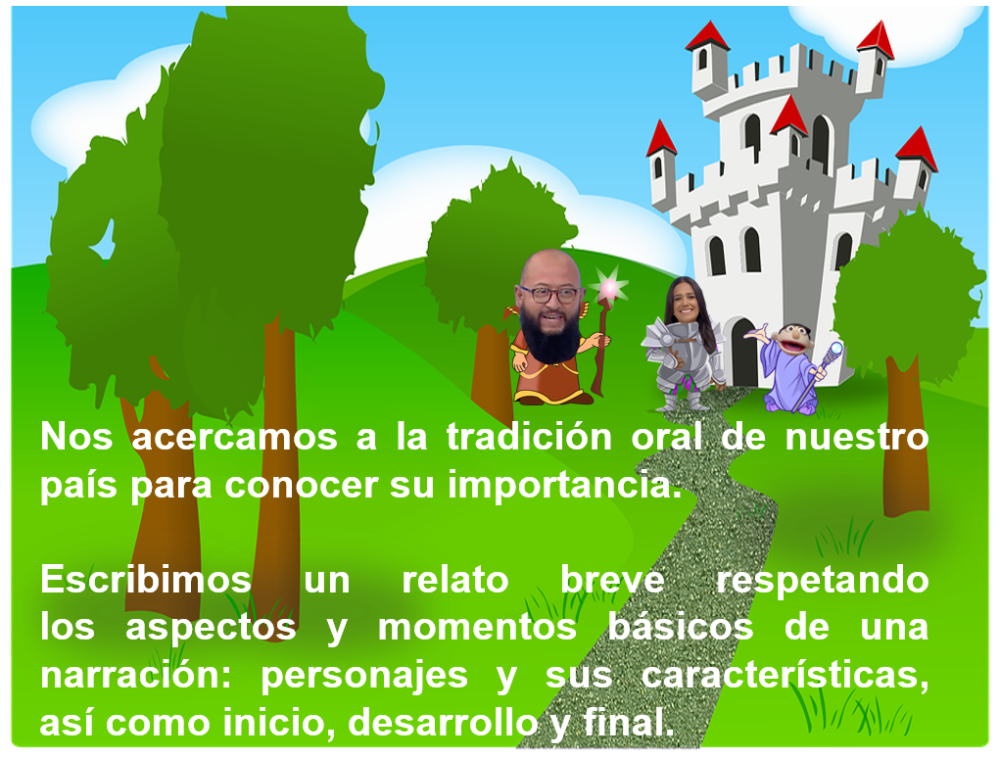 Nos acercamos a la tradición oral de nuestro
país para conocer su importancia.
Escribimos un relato breve respetando
los aspectos y momentos básicos de una
narración: personajes y sus características,
así como inicio, desarrollo y final.